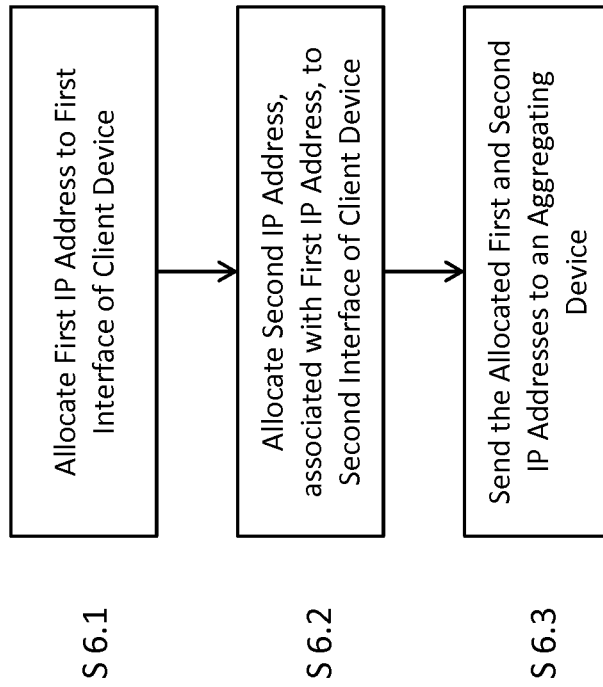 S 6.1
Allocate First IP Address to First
Interface of Client Device
S 6.2
Allocate Second IP Address,
associated with First IP Address, to
Second Interface of Client Device
S 6.3
Send the Allocated First and Second
IP Addresses to an Aggregating
Device